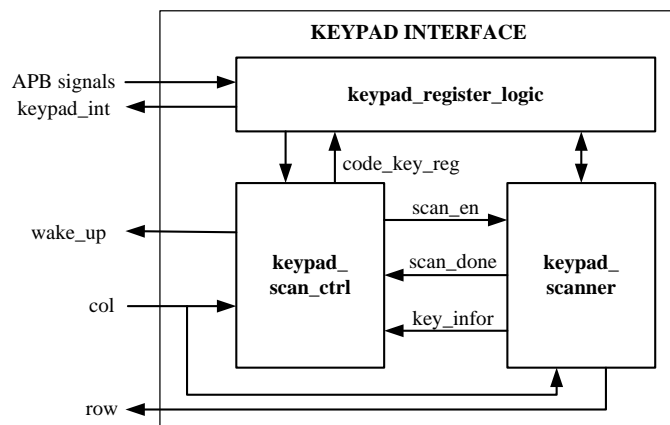 KEYPAD INTERFACE
APB signals
keypad_int
keypad_register_logic
code_key_reg
wake_up
scan_en
keypad_
scan_ctrl
scan_done
keypad_
scanner
col
key_infor
row